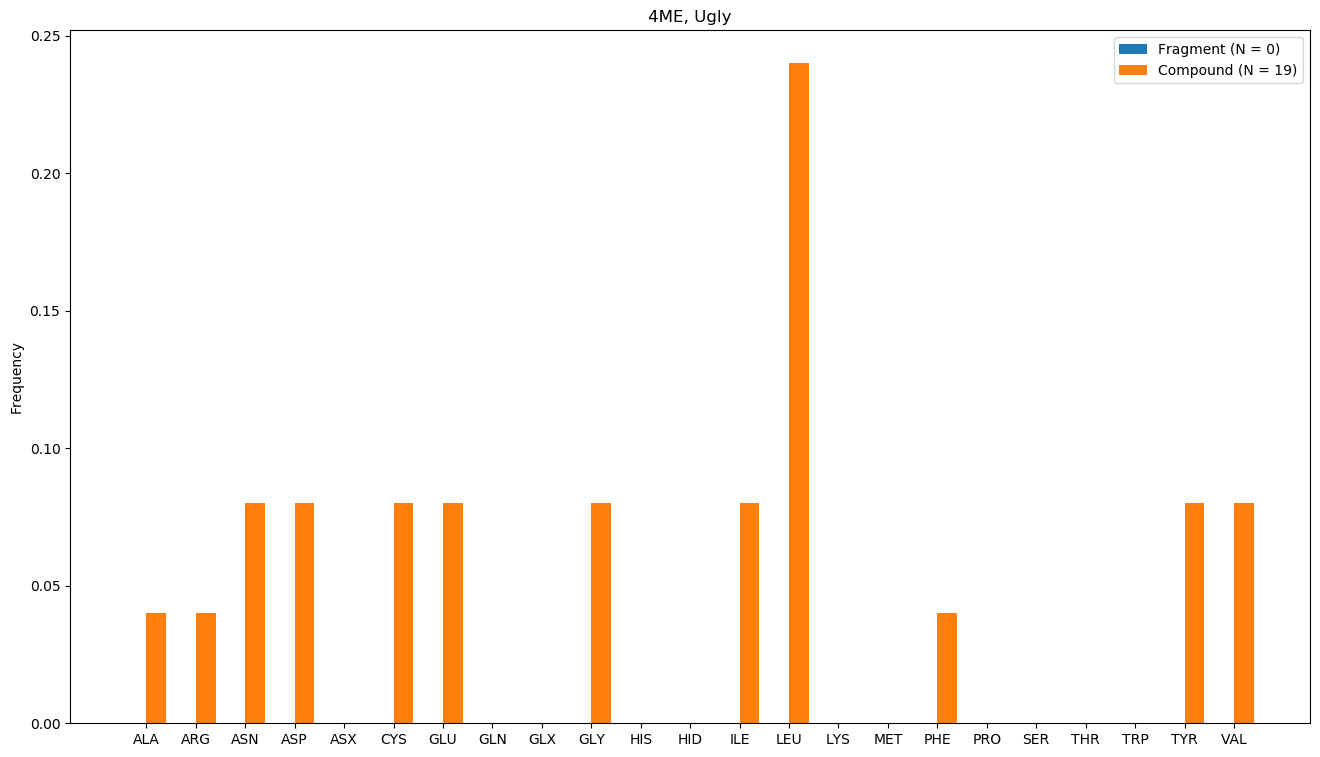 4ME, Ugly
Fragment (N = 0)
Compound (N = 19)
Frequency
0.25
0.20
0.15
0.10
0.05
0.00
ALA ARG ASN ASP ASX CYS GLU GLN GLX GLY HIS HID ILE LEU LYS MET PHE PRO SER THR TRP TYR VAL